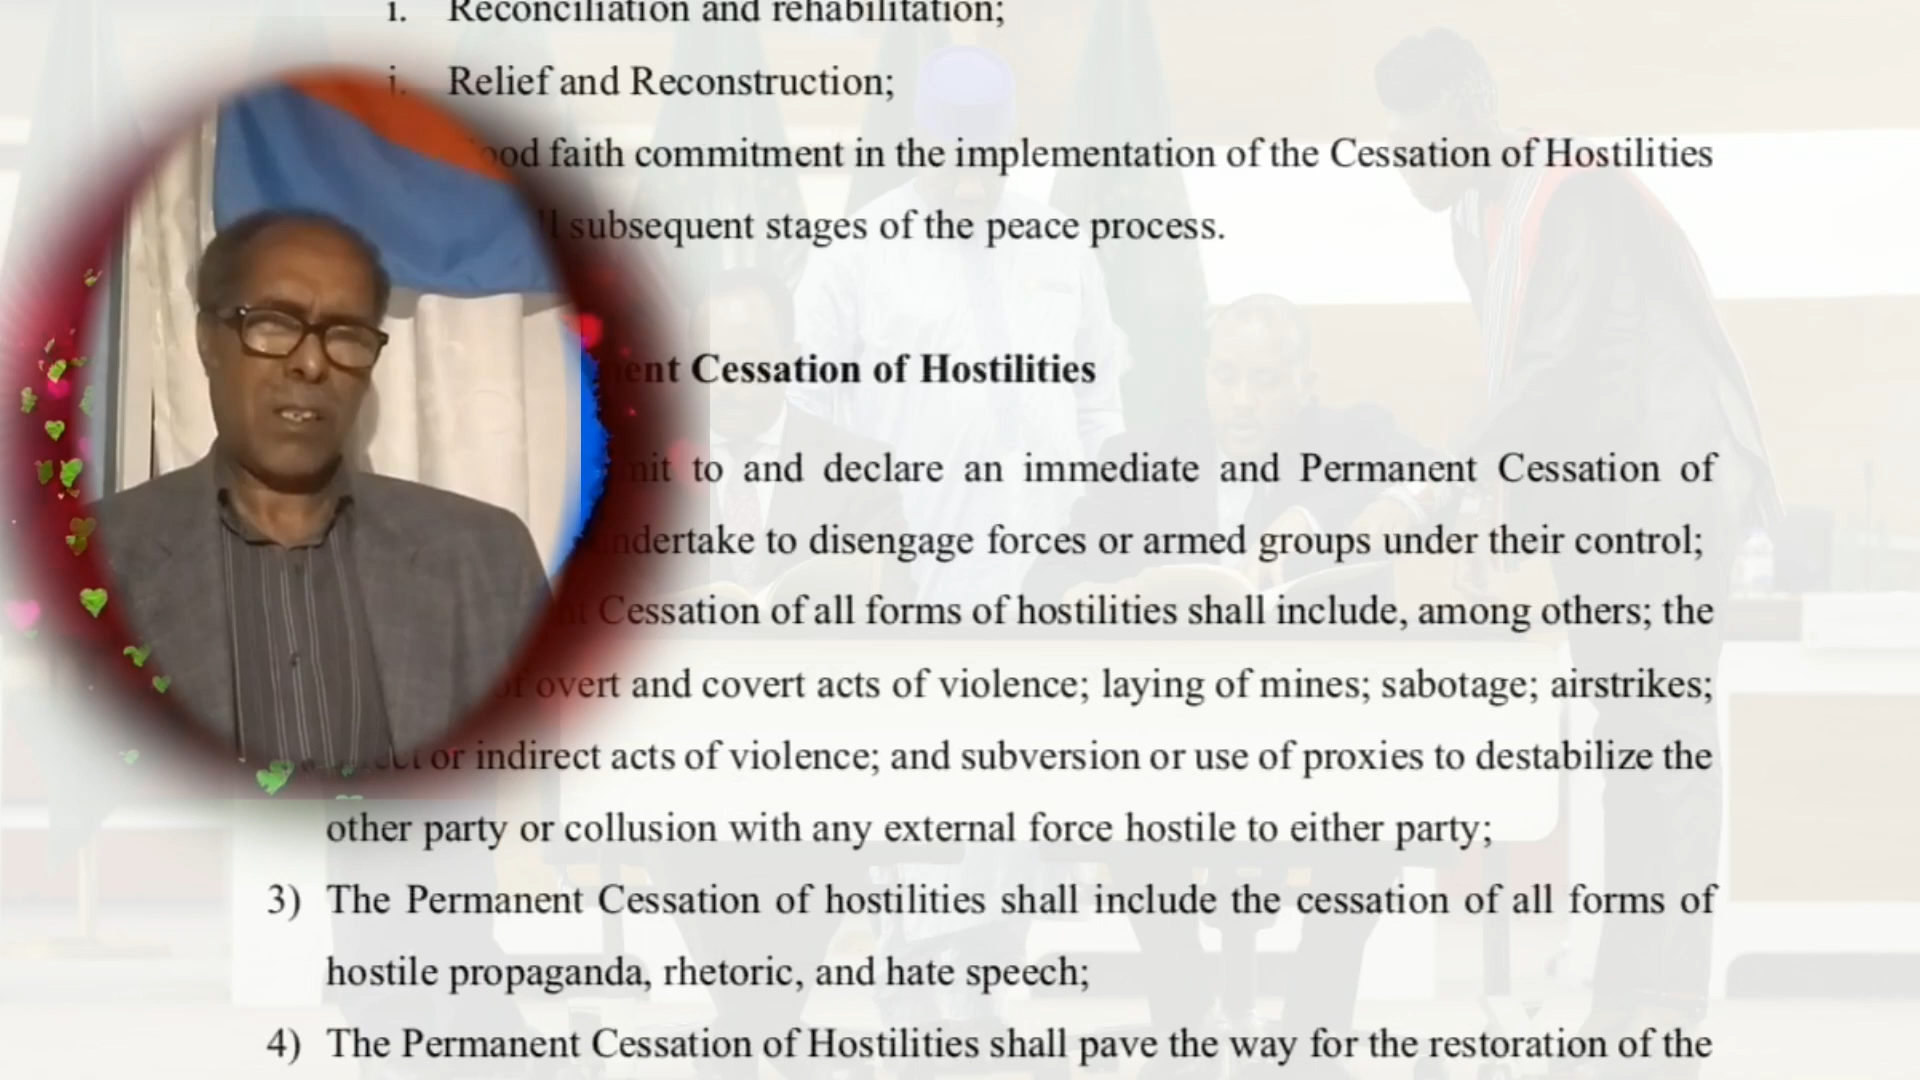 i. Reconciliation and rehabilitation;
j. Relief and Reconstruction;
faith commitment in the implementation of the Cessation of Hostilities
subsequent stages of the peace process.
Cessation of Hostilities
to and declare an immediate and Permanent Cessation of
undertake to disengage forces or armed groups under their control;
Cessation of all forms of hostilities shall include, among others; the
of overt and covert acts of violence; laying of mines; sabotage; airstrikes;
or indirect acts of violence; and subversion or use of proxies to destabilize the
other party or collusion with any external force hostile to either party;
3) The Permanent Cessation of hostilities shall include the cessation of all forms of
hostile propaganda, rhetoric, and hate speech;
4) The Permanent Cessation of Hostilities shall pave the way for the restoration of the